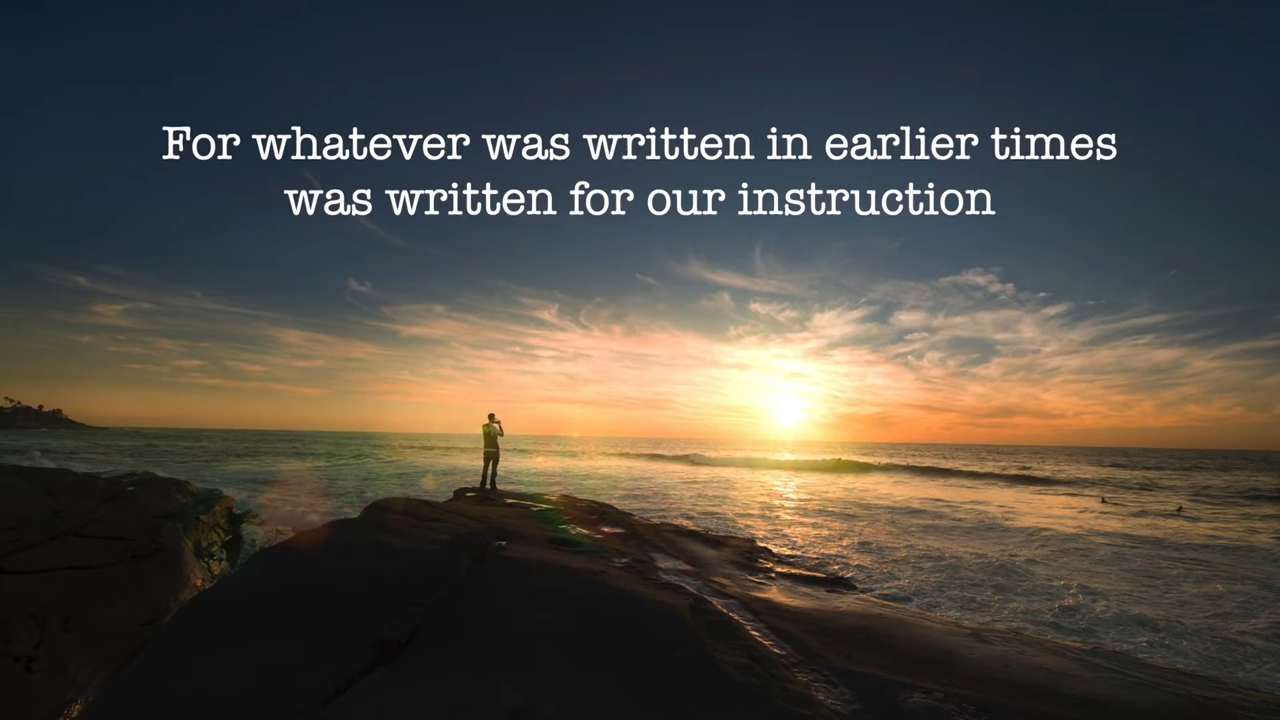 For whatever was written in earlier times
was written for our instruction